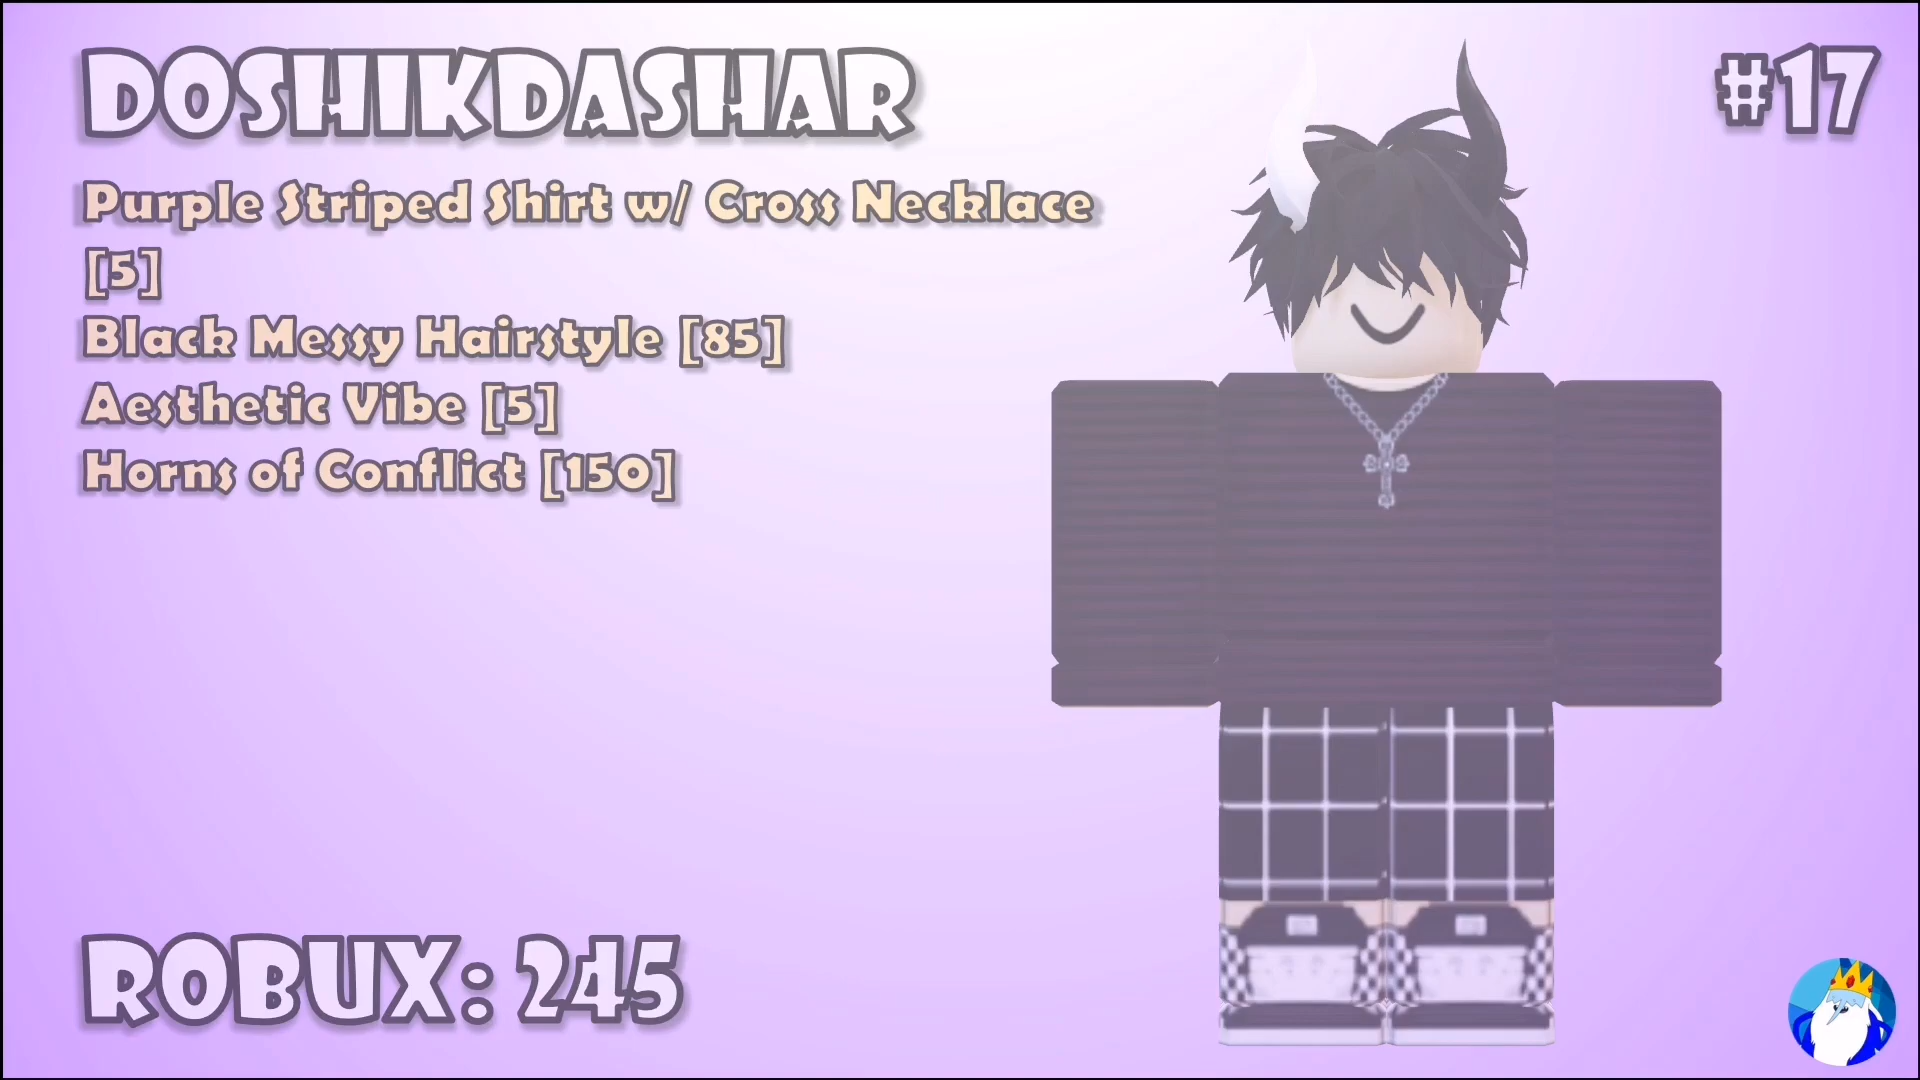 DOSHIKDASHAR
#17
Purple Striped Shirt w/ Cross Necklace
[5]
Black Messy Hairstyle [85]
Aesthetic Vibe [5]
Horns of Conflict [150]
ROBUX: 245